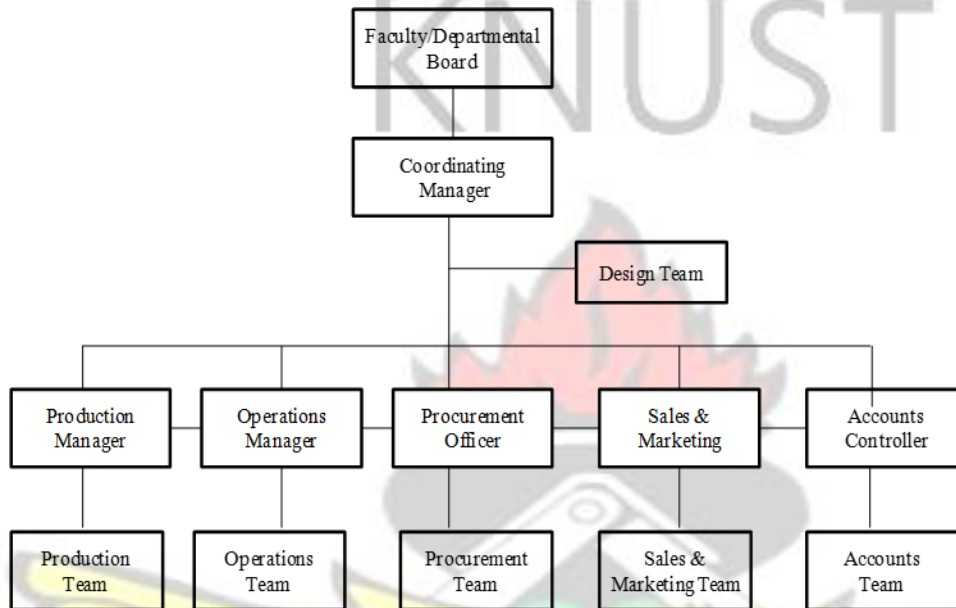 KNUST
Faculty/Departmental
Board
Coordinating
Manager
Design Team
Production
Manager
Operations
Manager
Procurement
Officer
Sales &
Marketing
Accounts
Controller
Production
Team
Operations
Team
Procurement
Team
Sales &
Marketing Team
Accounts
Team